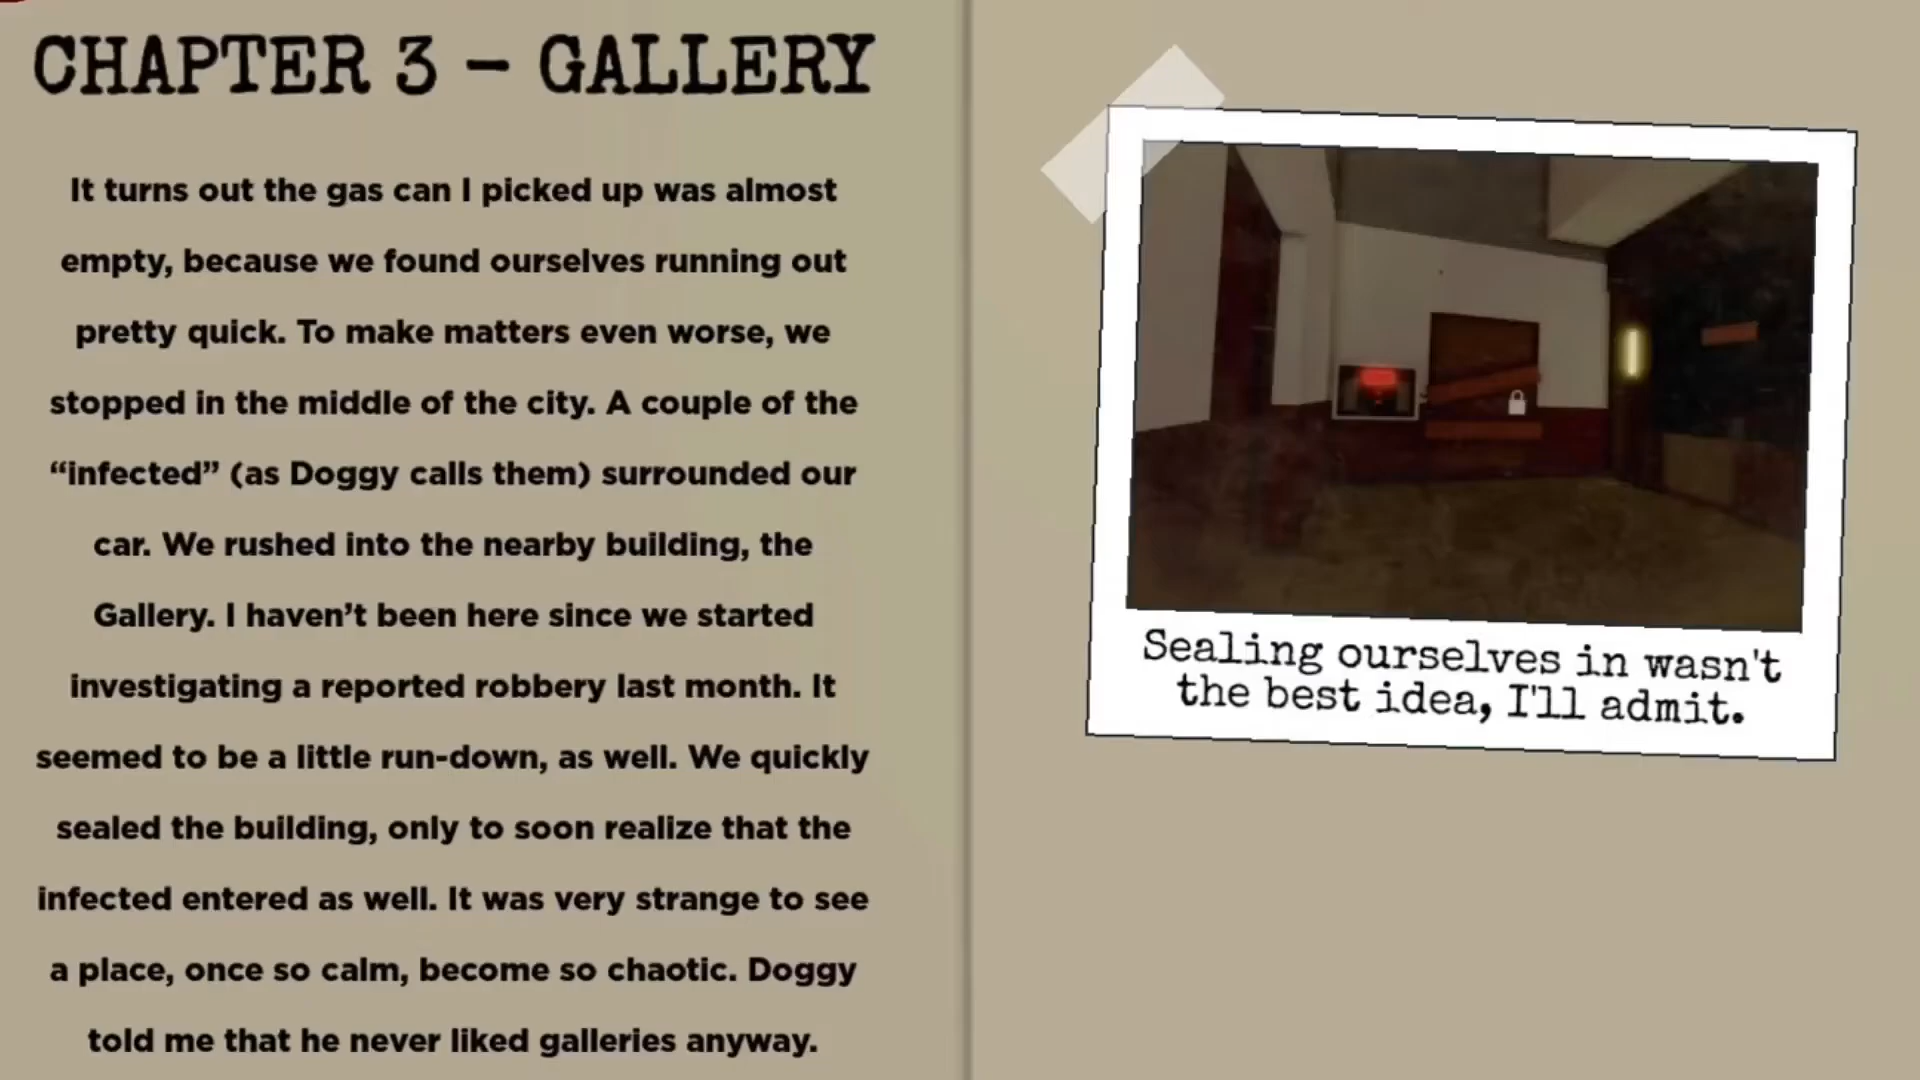 CHAPTER 3 – GALLERY
It turns out the gas can I picked up was almost
empty, because we found ourselves running out
pretty quick. To make matters even worse, we
stopped in the middle of the city. A couple of the
“infected” (as Doggy calls them) surrounded our
car. We rushed into the nearby building, the
Gallery. I haven’t been here since we started
investigating a reported robbery last month. It
seemed to be a little run-down, as well. We quickly
sealed the building, only to soon realize that the
infected entered as well. It was very strange to see
a place, once so calm, become so chaotic. Doggy
told me that he never liked galleries anyway.
Sealing ourselves in wasn't
the best idea, I'll admit.